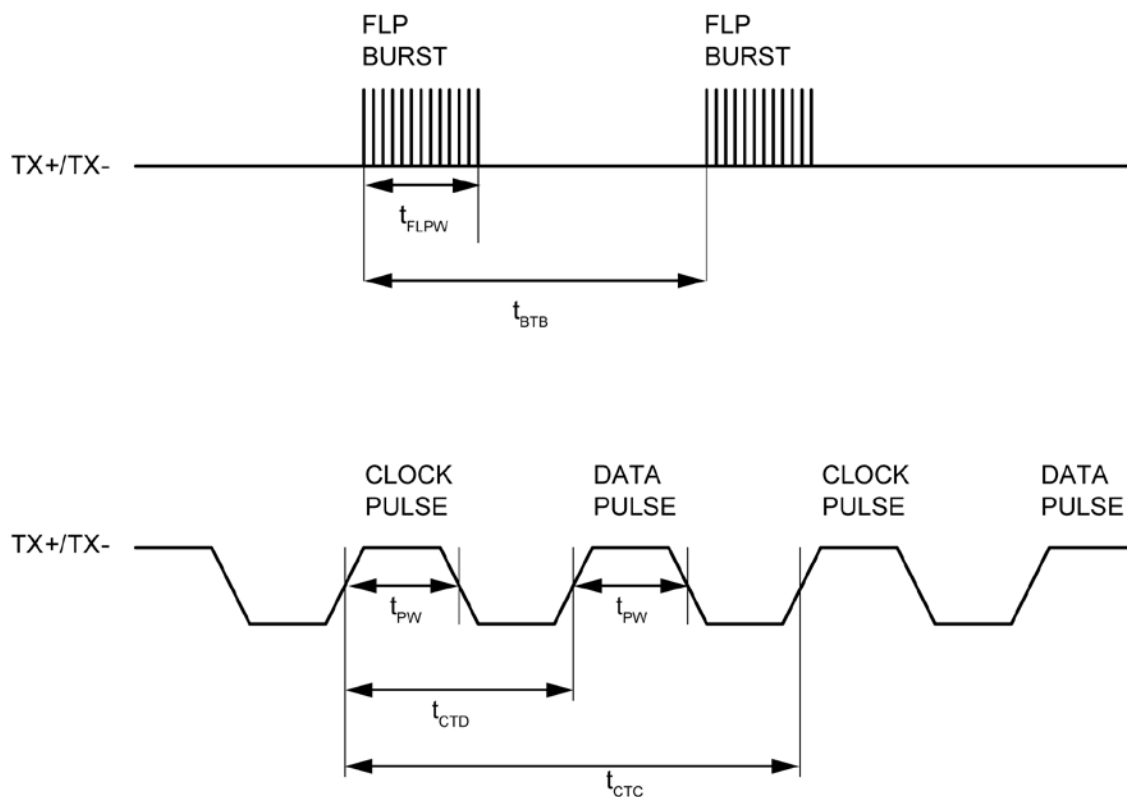 FLP
BURST
FLP
BURST
TX+/TX-
tFLPW
tBTB
CLOCK
PULSE
DATA
PULSE
CLOCK
PULSE
DATA
PULSE
TX+/TX-
tPW
tPW
tCTD
tCTC